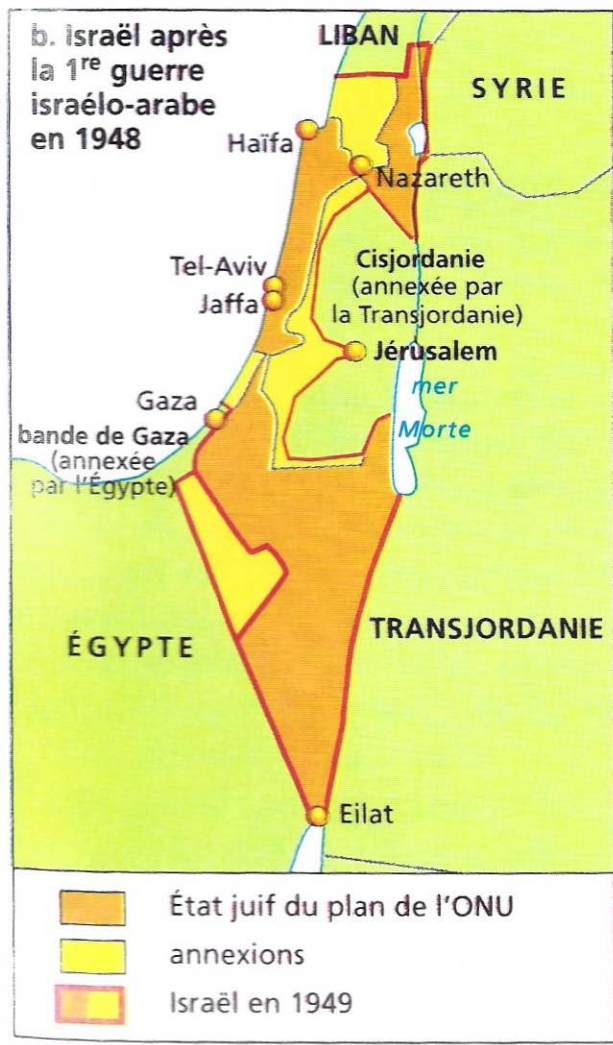 b. Israël après
la 1re guerre
israélo-arabe
en 1948
LIBAN
SYRIE
Haïfa
Nazareth
Tel-Aviv
Jaffa
Cisjordanie
(annexée par
la Transjordanie)
Jérusalem
mer
Morte
Gaza
bande de Gaza
(annexée
par l'Égypte)
ÉGYPTE
TRANSJORDANIE
Eilat
État juif du plan de l'ONU
annexions
Israël en 1949